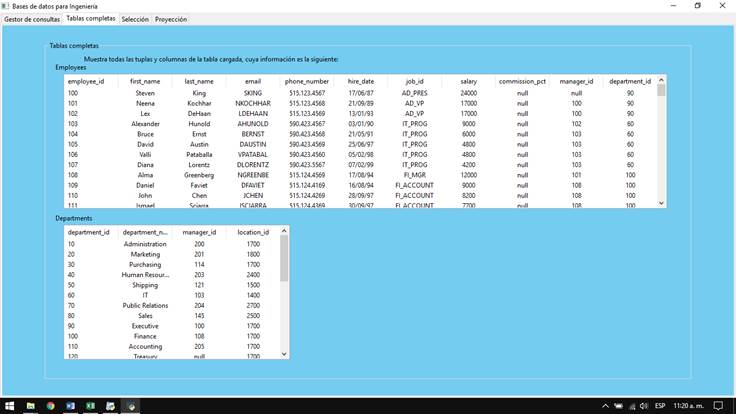 Bases de datos para Ingeniería
Gestor de consultas Tablas completas Selección Proyección
Tablas completas
Muestra todas las tuplas y columnas de la tabla cargada, cuya información es la siguiente:
Employees
employee_id first_name last_name email phone_number hire_date job_id salary commission_pct manager_id department_id
100 Steven King SKING 515.123.4567 17/06/87 AD_PRES 24000 null null 90
101 Neena Kochhar NKOCHHAR 515.123.4568 21/09/89 AD_VP 17000 null 100 90
102 Lex DeHaan LDEHAAN 515.123.4569 13/01/93 AD_VP 17000 null 100 90
103 Alexander Hunold AHUNOLD 590.423.4567 03/01/90 IT_PROG 9000 null 102 60
104 Bruce Ernst BERNST 590.423.4568 21/05/91 IT_PROG 6000 null 103 60
105 David Austin DAUSTIN 590.423.4569 25/06/97 IT_PROG 4800 null 103 60
106 Valli Pataballa VPATABAL 590.423.4560 05/02/98 IT_PROG 4800 null 103 60
107 Diana Lorentz DLORENTZ 590.423.5567 07/02/99 IT_PROG 4200 null 103 60
108 Alma Greenberg NGREENBE 515.124.4569 17/08/94 FI_MGR 12000 null 101 100
109 Daniel Faviet DFAVIET 515.124.4169 16/08/94 FI_ACCOUNT 9000 null 108 100
110 John Chen JCHEN 515.124.4269 28/09/97 FI_ACCOUNT 8200 null 108 100
111 Ismael Sciarra ISCIARRA 515.124.4369 30/09/97 FI_ACCOUNT 7700 null 108 100
Departments
department_id department_n... manager_id location_id
10 Administration 200 1700
20 Marketing 201 1800
30 Purchasing 114 1700
40 Human Resour... 203 2400
50 Shipping 121 1500
60 IT 103 1400
70 Public Relations 204 2700
80 Sales 145 2500
90 Executive 100 1700
100 Finance 108 1700
110 Accounting 205 1700
120 Treasury null 1700
ESP 11:20 a. m.